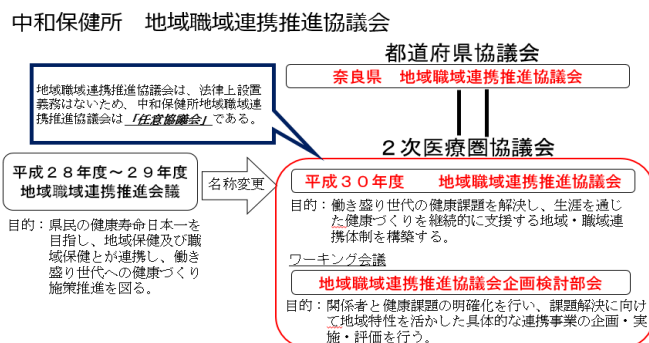 中和保健所　地域職域連携推進協議会
都道府県協議会
奈良県　地域職域連携推進協議会
地域職域連携推進協議会は、法律上設置
義務はないため、中和保健所地域職域連
携推進協議会は「任意協議会」である。
２次医療圏協議会
平成２８年度～２９年度
地域職域連携推進会議
名称変更
平成３０年度　　地域職域連携推進協議会
目的：働き盛り世代の健康課題を解決し、生涯を通じ
た健康づくりを継続的に支援する地域・職域連
携体制を構築する。
目的：県民の健康寿命日本一を
目指し、地域保健及び職
域保健とが連携し、働き
盛り世代への健康づくり
施策推進を図る。
ワーキング会議
地域職域連携推進協議会企画検討部会
目的：関係者と健康課題の明確化を行い、課題解決に向け
て地域特性を活かした具体的な連携事業の企画・実
施・評価を行う。